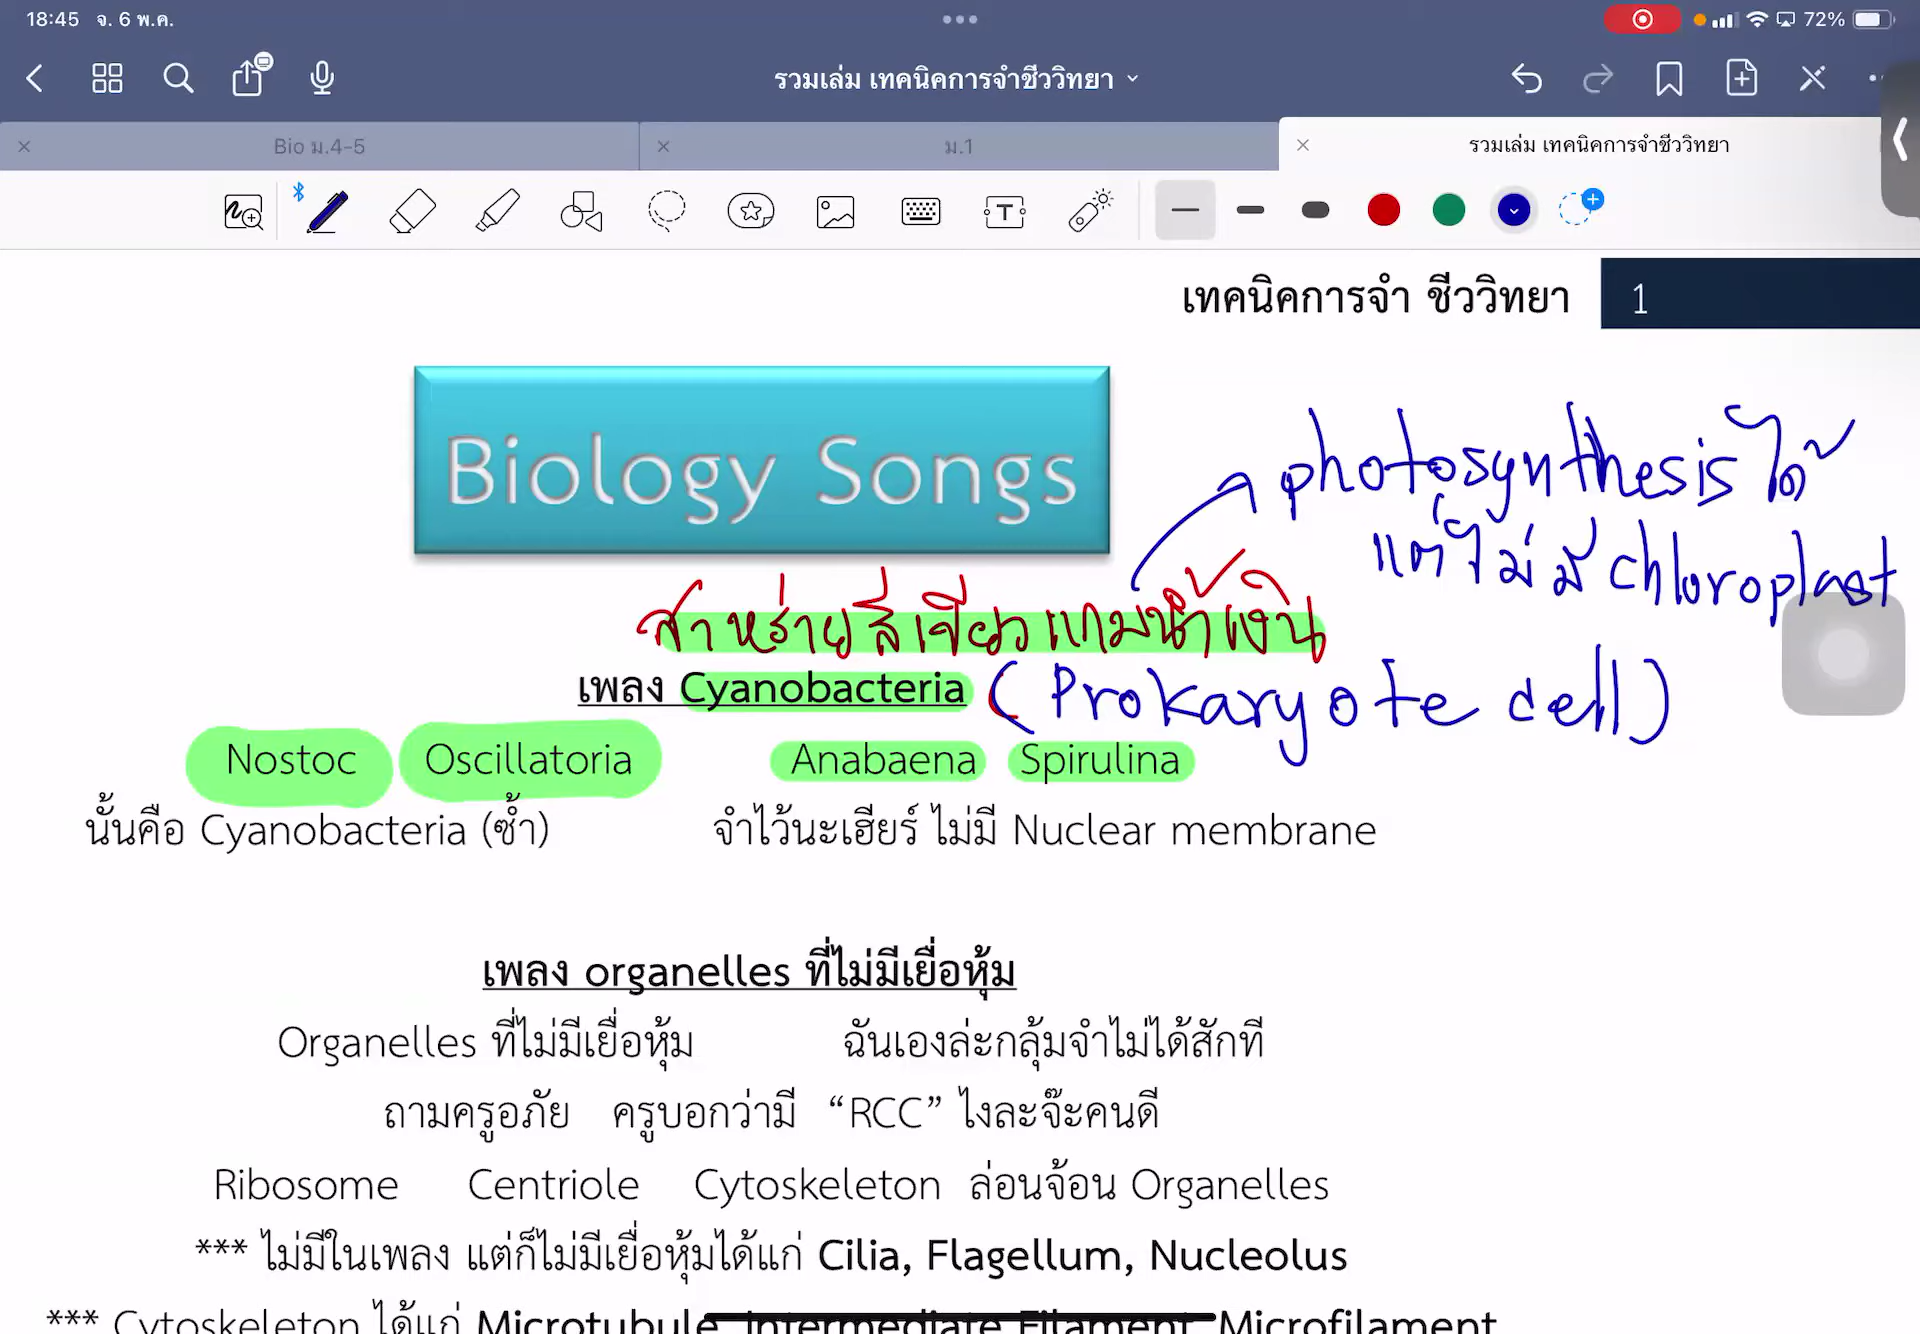 18:45 จ. 6 พ.ค.
72%
รวมเล่ม เทคนิคการจำชีววิทยา
Bio ม.4-5
ม.1
รวมเล่ม เทคนิคการจำชีววิทยา
เทคนิคการจำ ชีววิทยา 1
Biology Songs
photosynthesis ได้
แต่ไม่มี chloroplast
สาหร่ายสีเขียวแกมน้ำเงิน
เพลง Cyanobacteria (Prokaryote cell)
Nostoc Oscillatoria Anabaena Spirulina
นั้นคือ Cyanobacteria (ซ้ำ) จำไว้นะเฮียร์ ไม่มี Nuclear membrane
เพลง organelles ที่ไม่มีเยื่อหุ้ม
Organelles ที่ไม่มีเยื่อหุ้ม ฉันเองล่ะกลุ้มจำไม่ได้สักที
ถามครูอภัย ครูบอกว่ามี “RCC” ไงละจ๊ะคนดี
Ribosome Centriole Cytoskeleton ล่อนจ้อน Organelles
*** ไม่มีในเพลง แต่ก็ไม่มีเยื่อหุ้มได้แก่ Cilia, Flagellum, Nucleolus
*** Cytoskeleton ได้แก่ Microtubule, Intermediate Filament, Microfilament